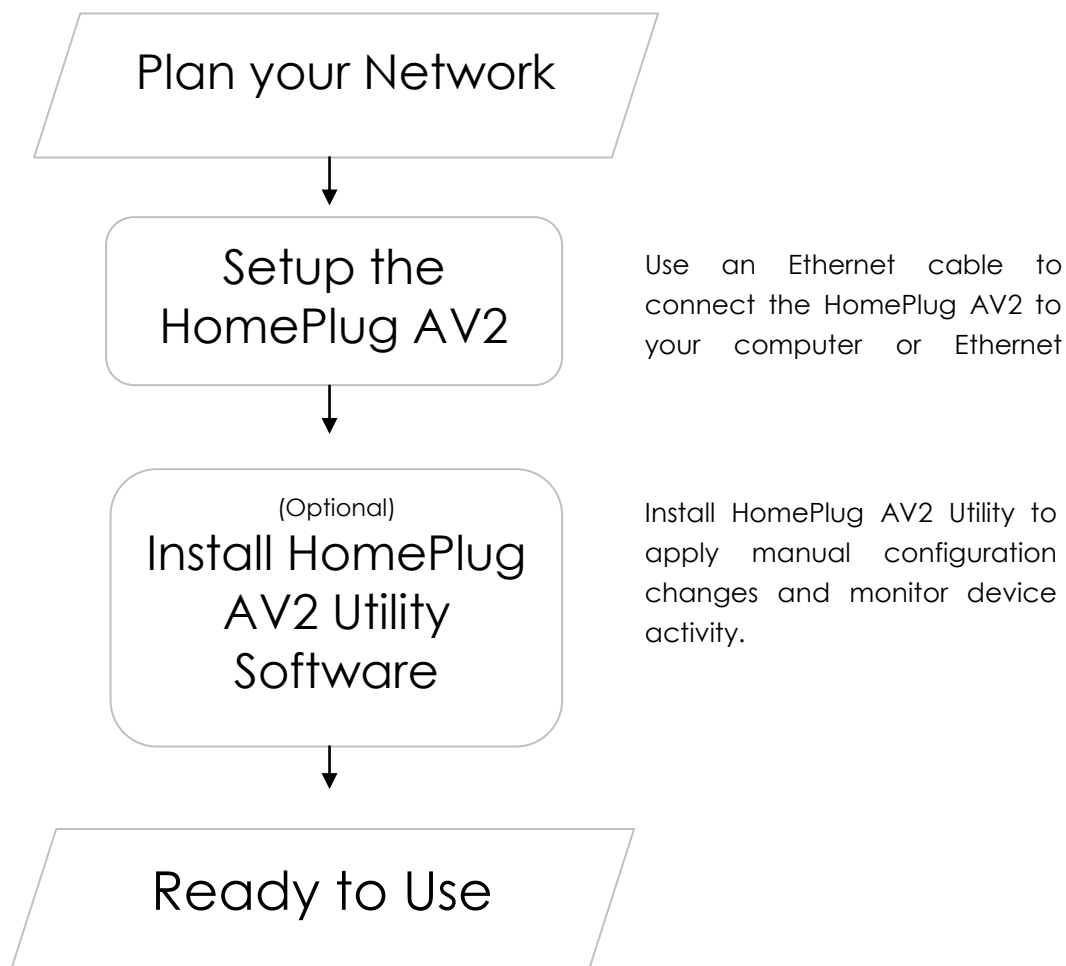 Plan your Network
Setup the
HomePlug AV2
Use an Ethernet cable to
connect the HomePlug AV2 to
your computer or Ethernet
(Optional)
Install HomePlug
AV2 Utility
Software
Install HomePlug AV2 Utility to
apply manual configuration
changes and monitor device
activity.
Ready to Use